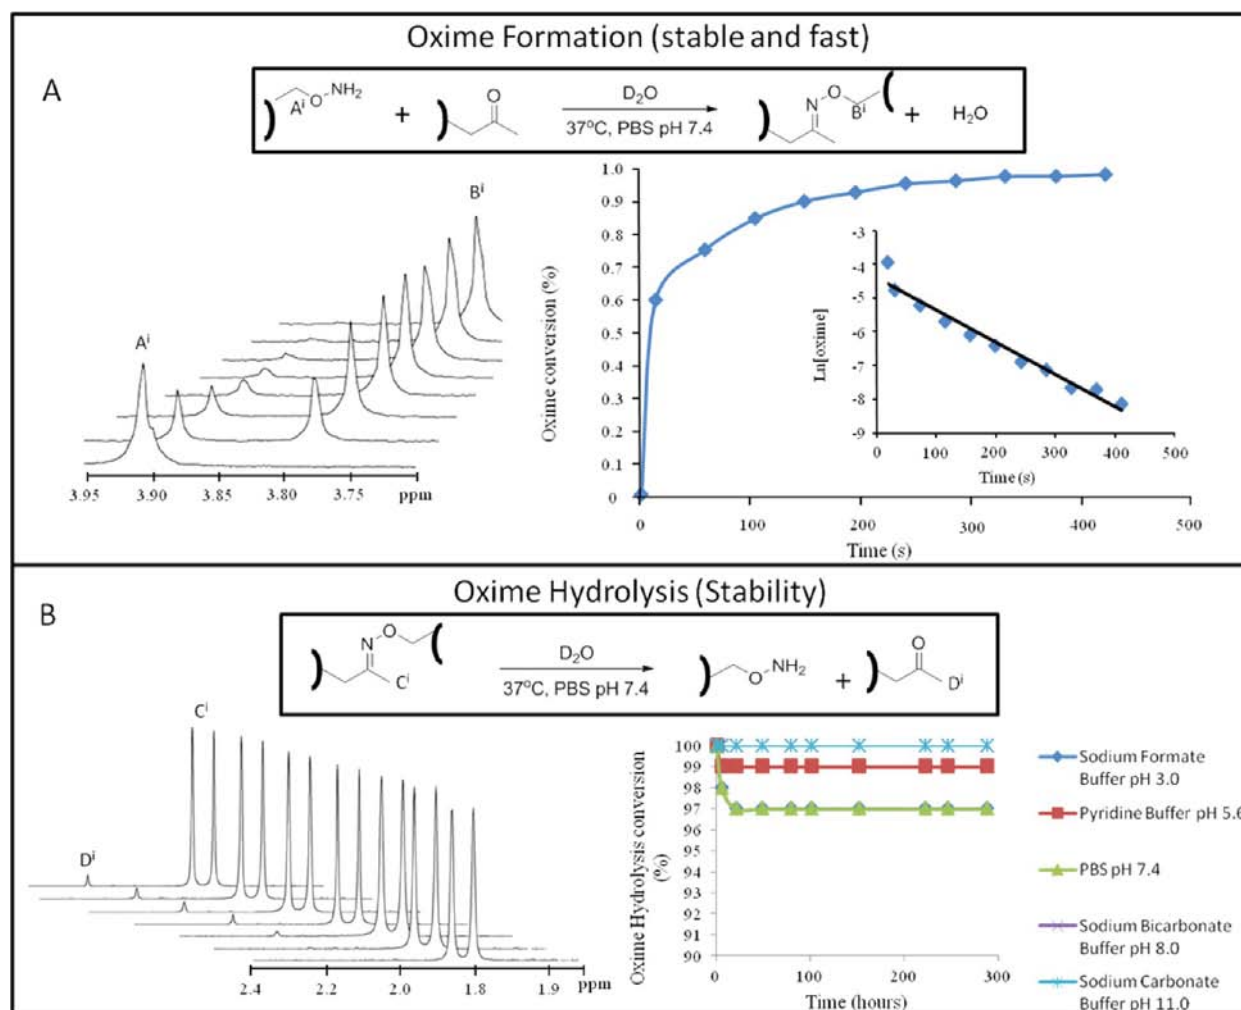 Oxime Formation (stable and fast)
A
Aⁱ
O
NH₂
+
O
D₂O
37°C, PBS pH 7.4
N
O
Bⁱ
+
H₂O
Bⁱ
Aⁱ
3.95 3.90 3.85 3.80 3.75 ppm
Oxime conversion (%)
1.0
0.9
0.8
0.7
0.6
0.5
0.4
0.3
0.2
0.1
0
0 100 200 300 400 500
Time (s)
Ln[oxime]
-3
-4
-5
-6
-7
-8
-9
0 100 200 300 400 500
Time (s)
Oxime Hydrolysis (Stability)
B
N
O
Cⁱ
D₂O
37°C, PBS pH 7.4
O
NH₂
+
O
Dⁱ
Cⁱ
Dⁱ
2.4 2.2 2.0 1.8 1.9 ppm
Oxime Hydrolysis conversion
(%)
100
99
98
97
96
95
94
93
92
91
90
0 100 200 300
Time (hours)
Sodium Formate
Buffer pH 3.0
Pyridine Buffer pH 5.6
PBS pH 7.4
Sodium Bicarbonate
Buffer pH 8.0
Sodium Carbonate
Buffer pH 11.0